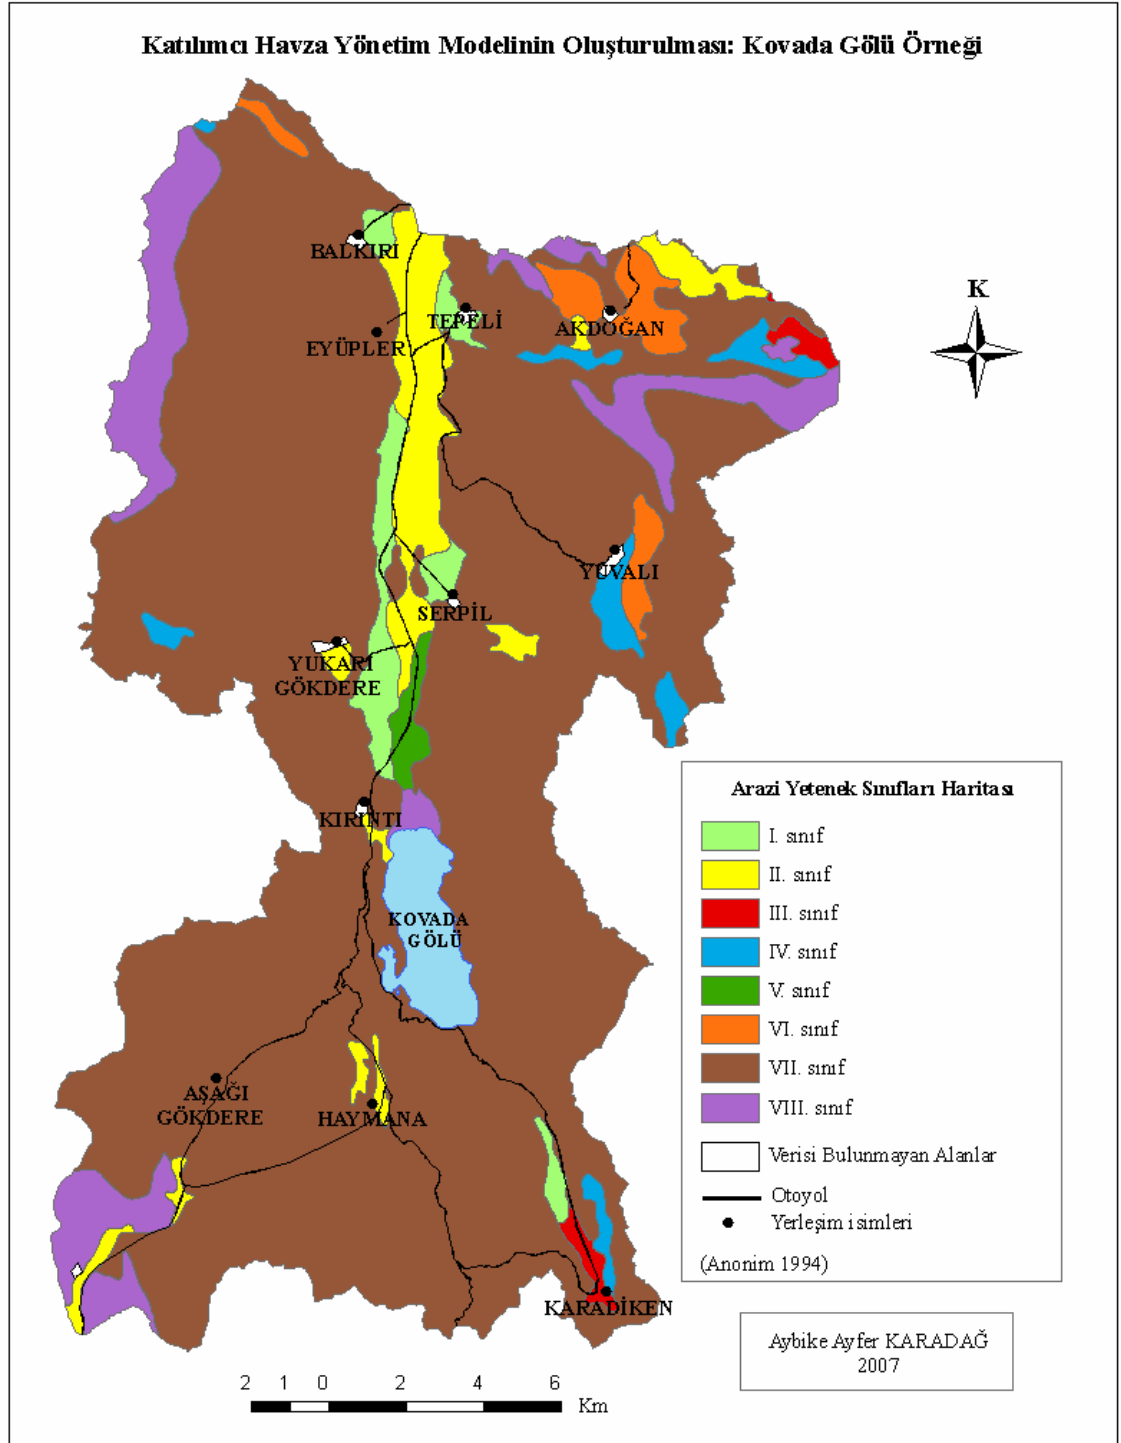 Katılımcı Havza Yönetim Modelinin Oluşturulması: Kovada Gölü Örneği
BALKIRI
TEPELİ
EYÜPLER
AKDOĞAN
K
YUVALI
SERPİL
YUKARI
GÖKDERE
KIRINTI
KOVADA
GÖLÜ
AŞAĞI
GÖKDERE
HAYMANA
KARADİKEN
Arazi Yetenek Sınıfları Haritası
I. sınıf
II. sınıf
III. sınıf
IV. sınıf
V. sınıf
VI. sınıf
VII. sınıf
VIII. sınıf
Verisi Bulunmayan Alanlar
Otoyol
Yerleşim isimleri
(Anonim 1994)
Aybike Ayfer KARADAĞ
2007
2 1 0 2 4 6
Km